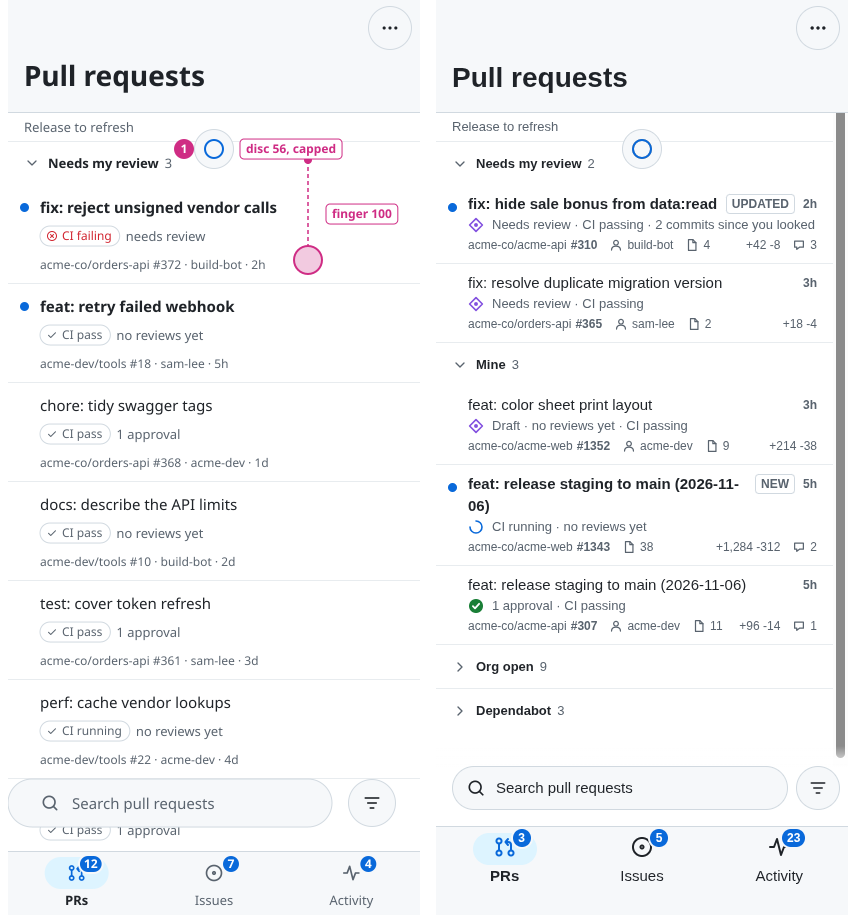 Pull requests
Release to refresh
1
disc 56, capped
Needs my review 3
fix: reject unsigned vendor calls
finger 100
CI failing needs review
acme-co/orders-api #372 · build-bot · 2h
feat: retry failed webhook
CI pass no reviews yet
acme-dev/tools #18 · sam-lee · 5h
chore: tidy swagger tags
CI pass 1 approval
acme-co/orders-api #368 · acme-dev · 1d
docs: describe the API limits
CI pass no reviews yet
acme-dev/tools #10 · build-bot · 2d
test: cover token refresh
CI pass 1 approval
acme-co/orders-api #361 · sam-lee · 3d
perf: cache vendor lookups
CI running no reviews yet
acme-dev/tools #22 · acme-dev · 4d
Search pull requests
CI pass 1 approval
12 7 4
PRs Issues Activity
Pull requests
Release to refresh
Needs my review 2
fix: hide sale bonus from data:read UPDATED 2h
Needs review · CI passing · 2 commits since you looked
acme-co/acme-api #310 build-bot 4 +42 -8 3
fix: resolve duplicate migration version 3h
Needs review · CI passing
acme-co/orders-api #365 sam-lee 2 +18 -4
Mine 3
feat: color sheet print layout 3h
Draft · no reviews yet · CI passing
acme-co/acme-web #1352 acme-dev 9 +214 -38
feat: release staging to main (2026-11- NEW 5h
06)
CI running · no reviews yet
acme-co/acme-web #1343 38 +1,284 -312 2
feat: release staging to main (2026-11-06) 5h
1 approval · CI passing
acme-co/acme-api #307 acme-dev 11 +96 -14 1
Org open 9
Dependabot 3
Search pull requests
3 5 23
PRs Issues Activity